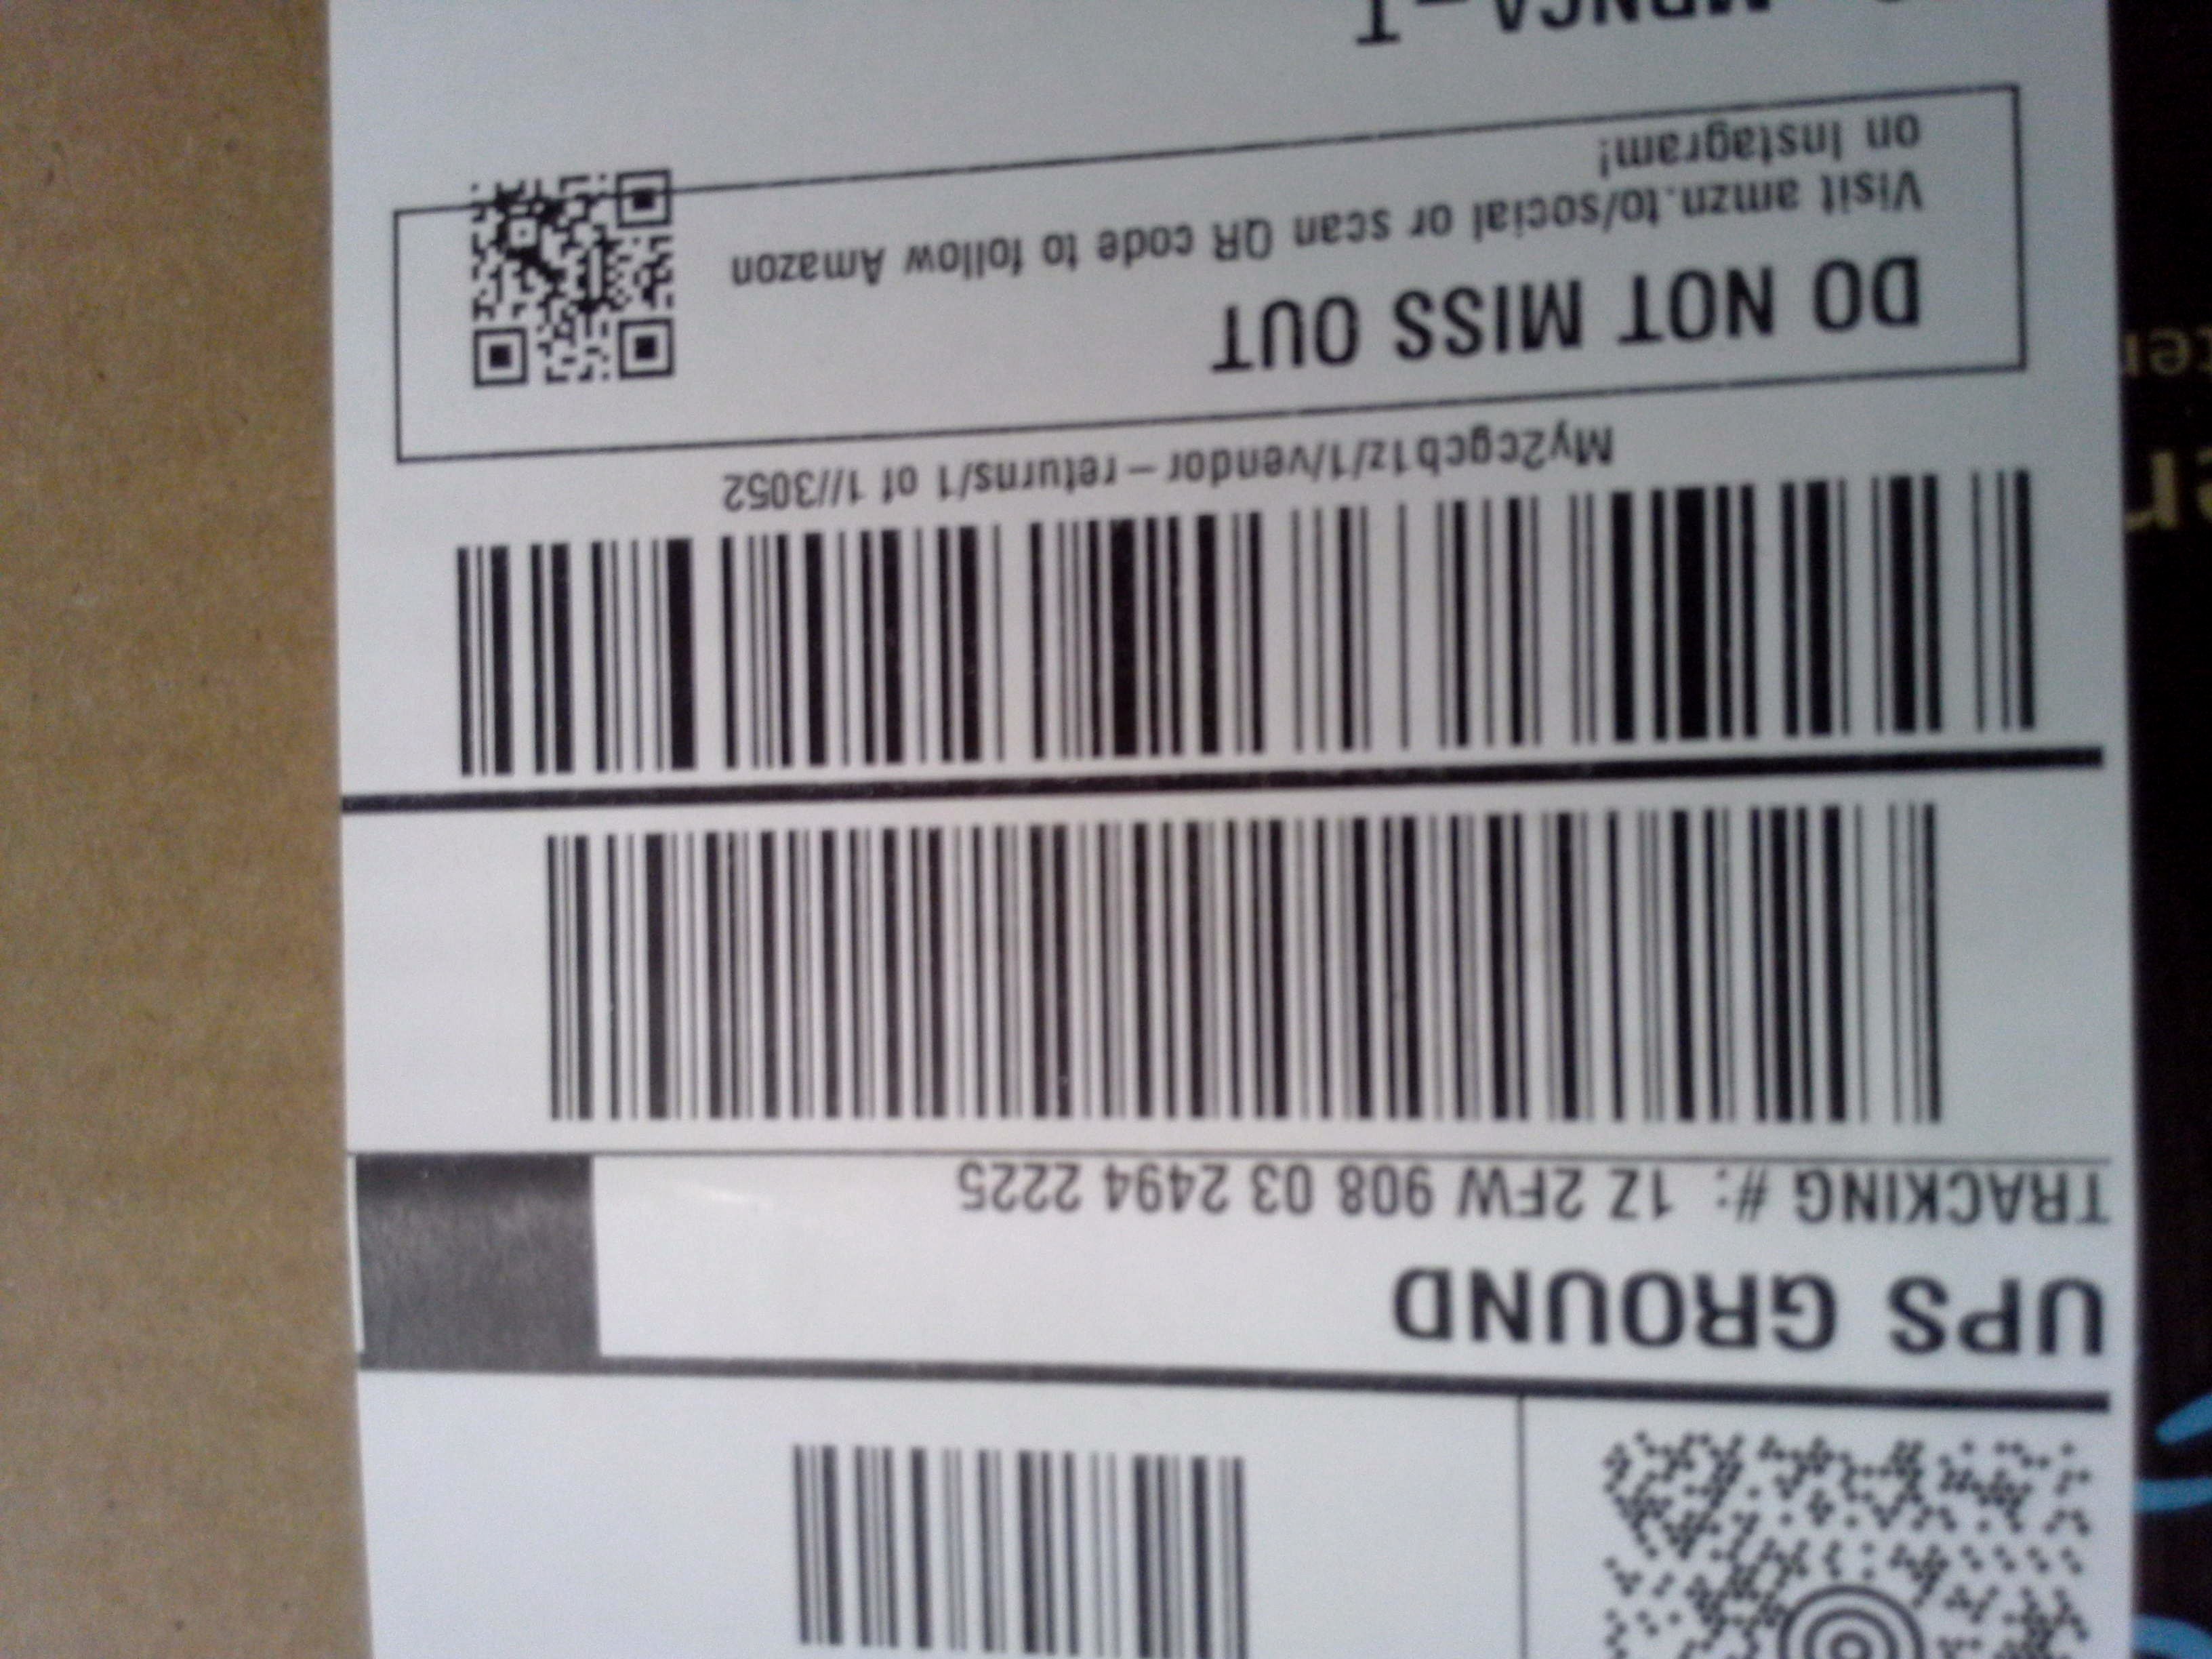 UPS GROUND
TRACKING #: 1Z 2FW 908 03 2494 2225
My2cgcb1z/1/vendor-returns/1 of 1//3052
DO NOT MISS OUT
Visit amzn.to/social or scan QR code to follow Amazon
on Instagram!